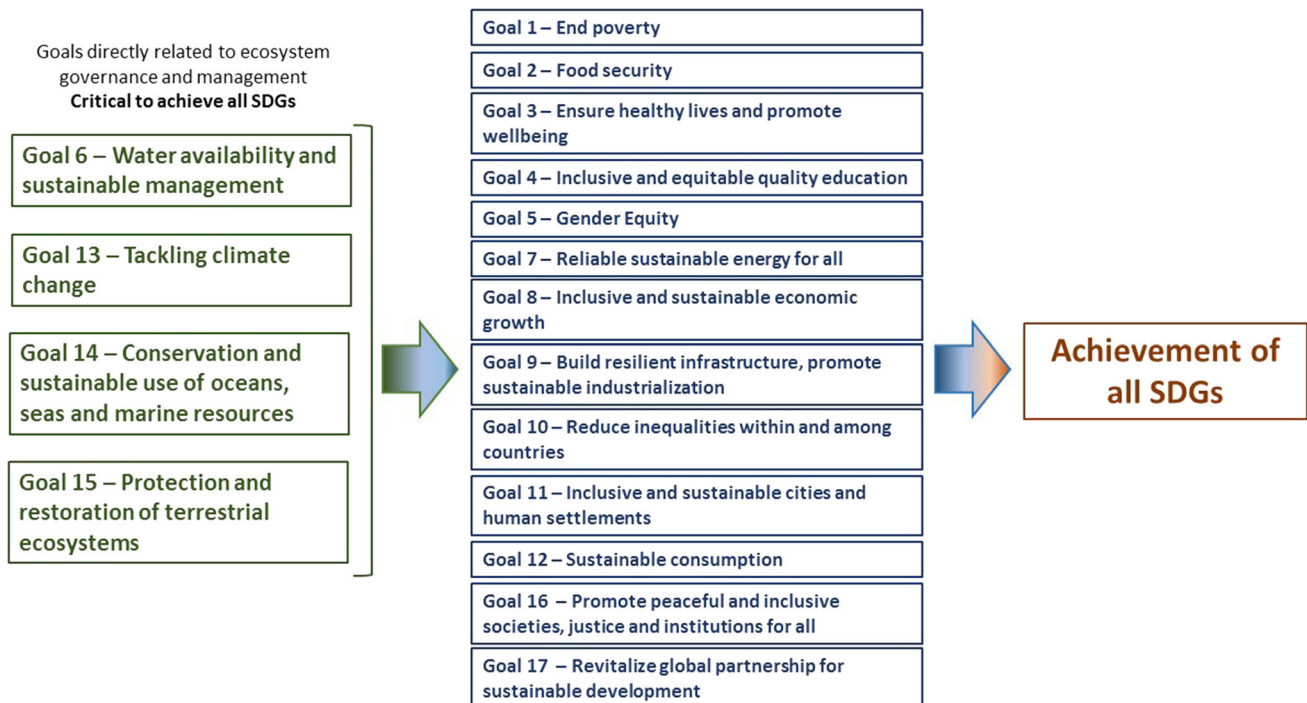 Goals directly related to ecosystem
governance and management
Critical to achieve all SDGs
Goal 6 – Water availability and
sustainable management
Goal 13 – Tackling climate
change
Goal 14 – Conservation and
sustainable use of oceans,
seas and marine resources
Goal 15 – Protection and
restoration of terrestrial
ecosystems
Goal 1 – End poverty
Goal 2 – Food security
Goal 3 – Ensure healthy lives and promote
wellbeing
Goal 4 – Inclusive and equitable quality education
Goal 5 – Gender Equity
Goal 7 – Reliable sustainable energy for all
Goal 8 – Inclusive and sustainable economic
growth
Goal 9 – Build resilient infrastructure, promote
sustainable industrialization
Goal 10 – Reduce inequalities within and among
countries
Goal 11 – Inclusive and sustainable cities and
human settlements
Goal 12 – Sustainable consumption
Goal 16 – Promote peaceful and inclusive
societies, justice and institutions for all
Goal 17 – Revitalize global partnership for
sustainable development
Achievement of
all SDGs